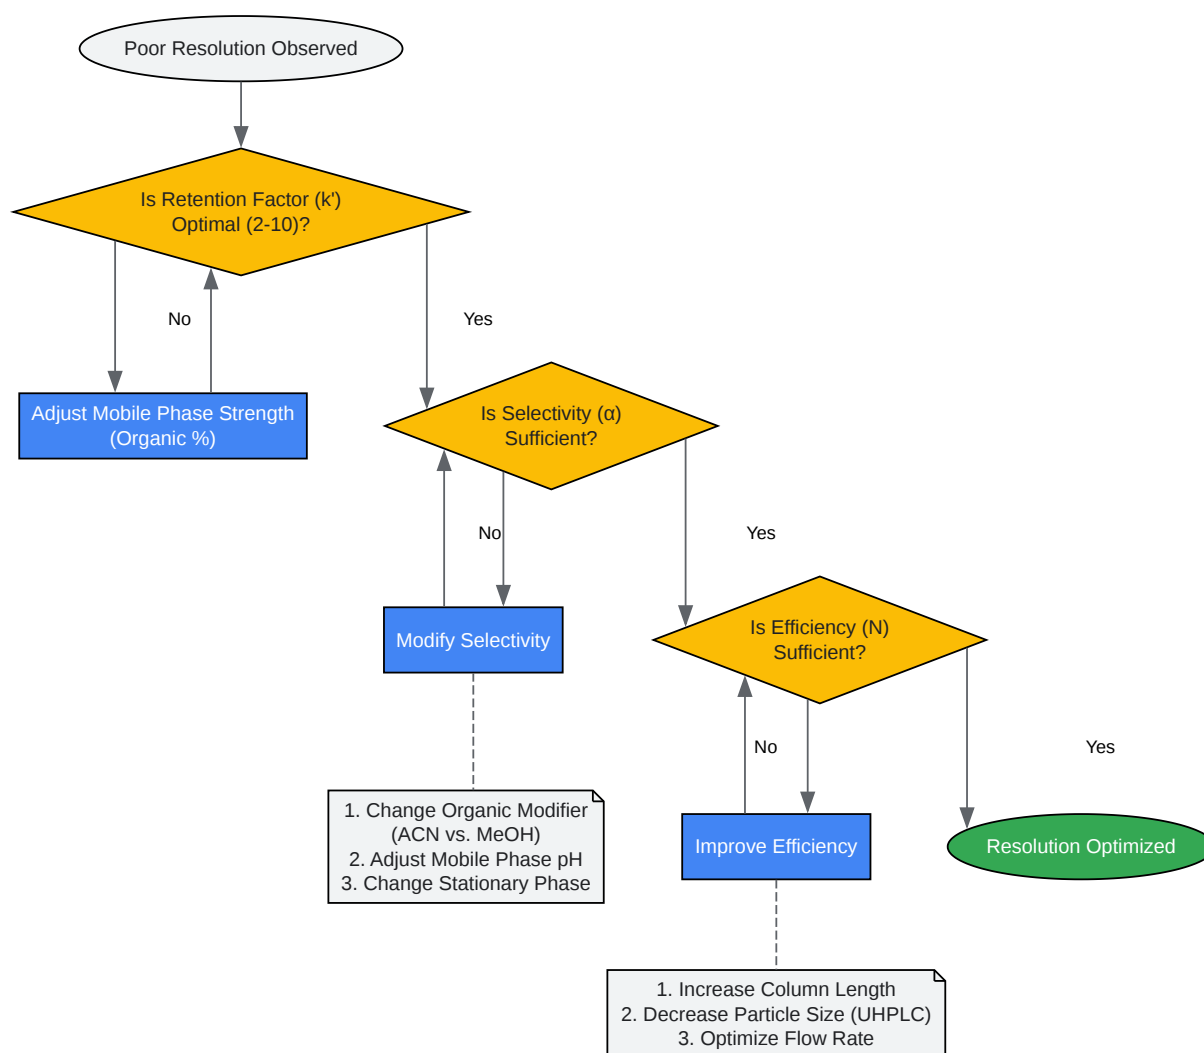 Poor Resolution Observed
Is Retention Factor (k')
Optimal (2-10)?
No
Yes
Adjust Mobile Phase Strength
(Organic %)
Is Selectivity (α)
Sufficient?
No
Yes
Modify Selectivity
Is Efficiency (N)
Sufficient?
No
Yes
1. Change Organic Modifier
(ACN vs. MeOH)
2. Adjust Mobile Phase pH
3. Change Stationary Phase
Improve Efficiency
Resolution Optimized
1. Increase Column Length
2. Decrease Particle Size (UHPLC)
3. Optimize Flow Rate